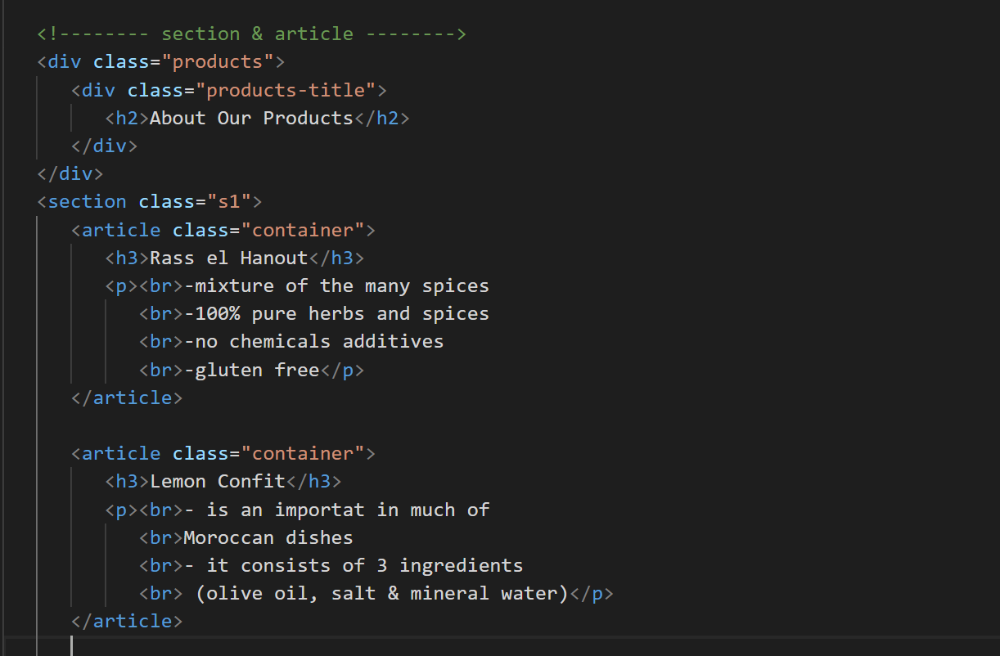 <!-------- section & article -------->
<div class="products">
<div class="products-title">
<h2>About Our Products</h2>
</div>
</div>
<section class="s1">
<article class="container">
<h3>Rass el Hanout</h3>
<p><br>-mixture of the many spices
<br>-100% pure herbs and spices
<br>-no chemicals additives
<br>-gluten free</p>
</article>
<article class="container">
<h3>Lemon Confit</h3>
<p><br>- is an importat in much of
<br>Moroccan dishes
<br>- it consists of 3 ingredients
<br> (olive oil, salt & mineral water)</p>
</article>